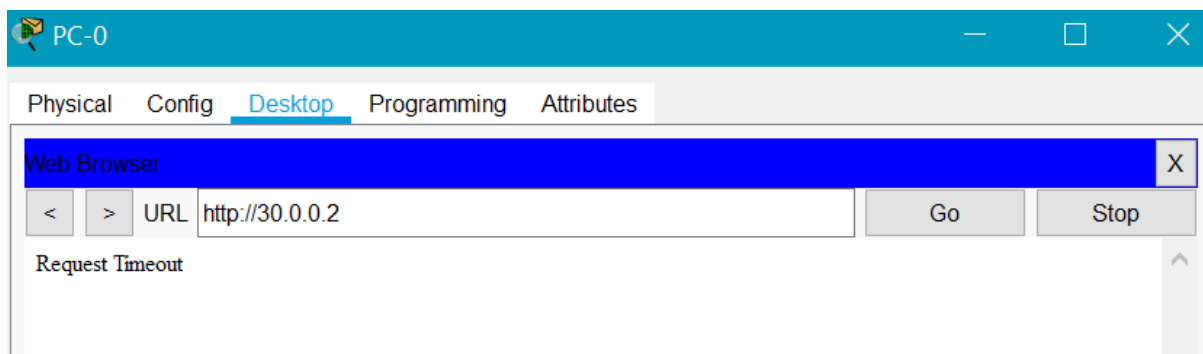 PC-0
Physical Config Desktop Programming Attributes
Web Browser X
< > URL http://30.0.0.2 Go Stop
Request Timeout